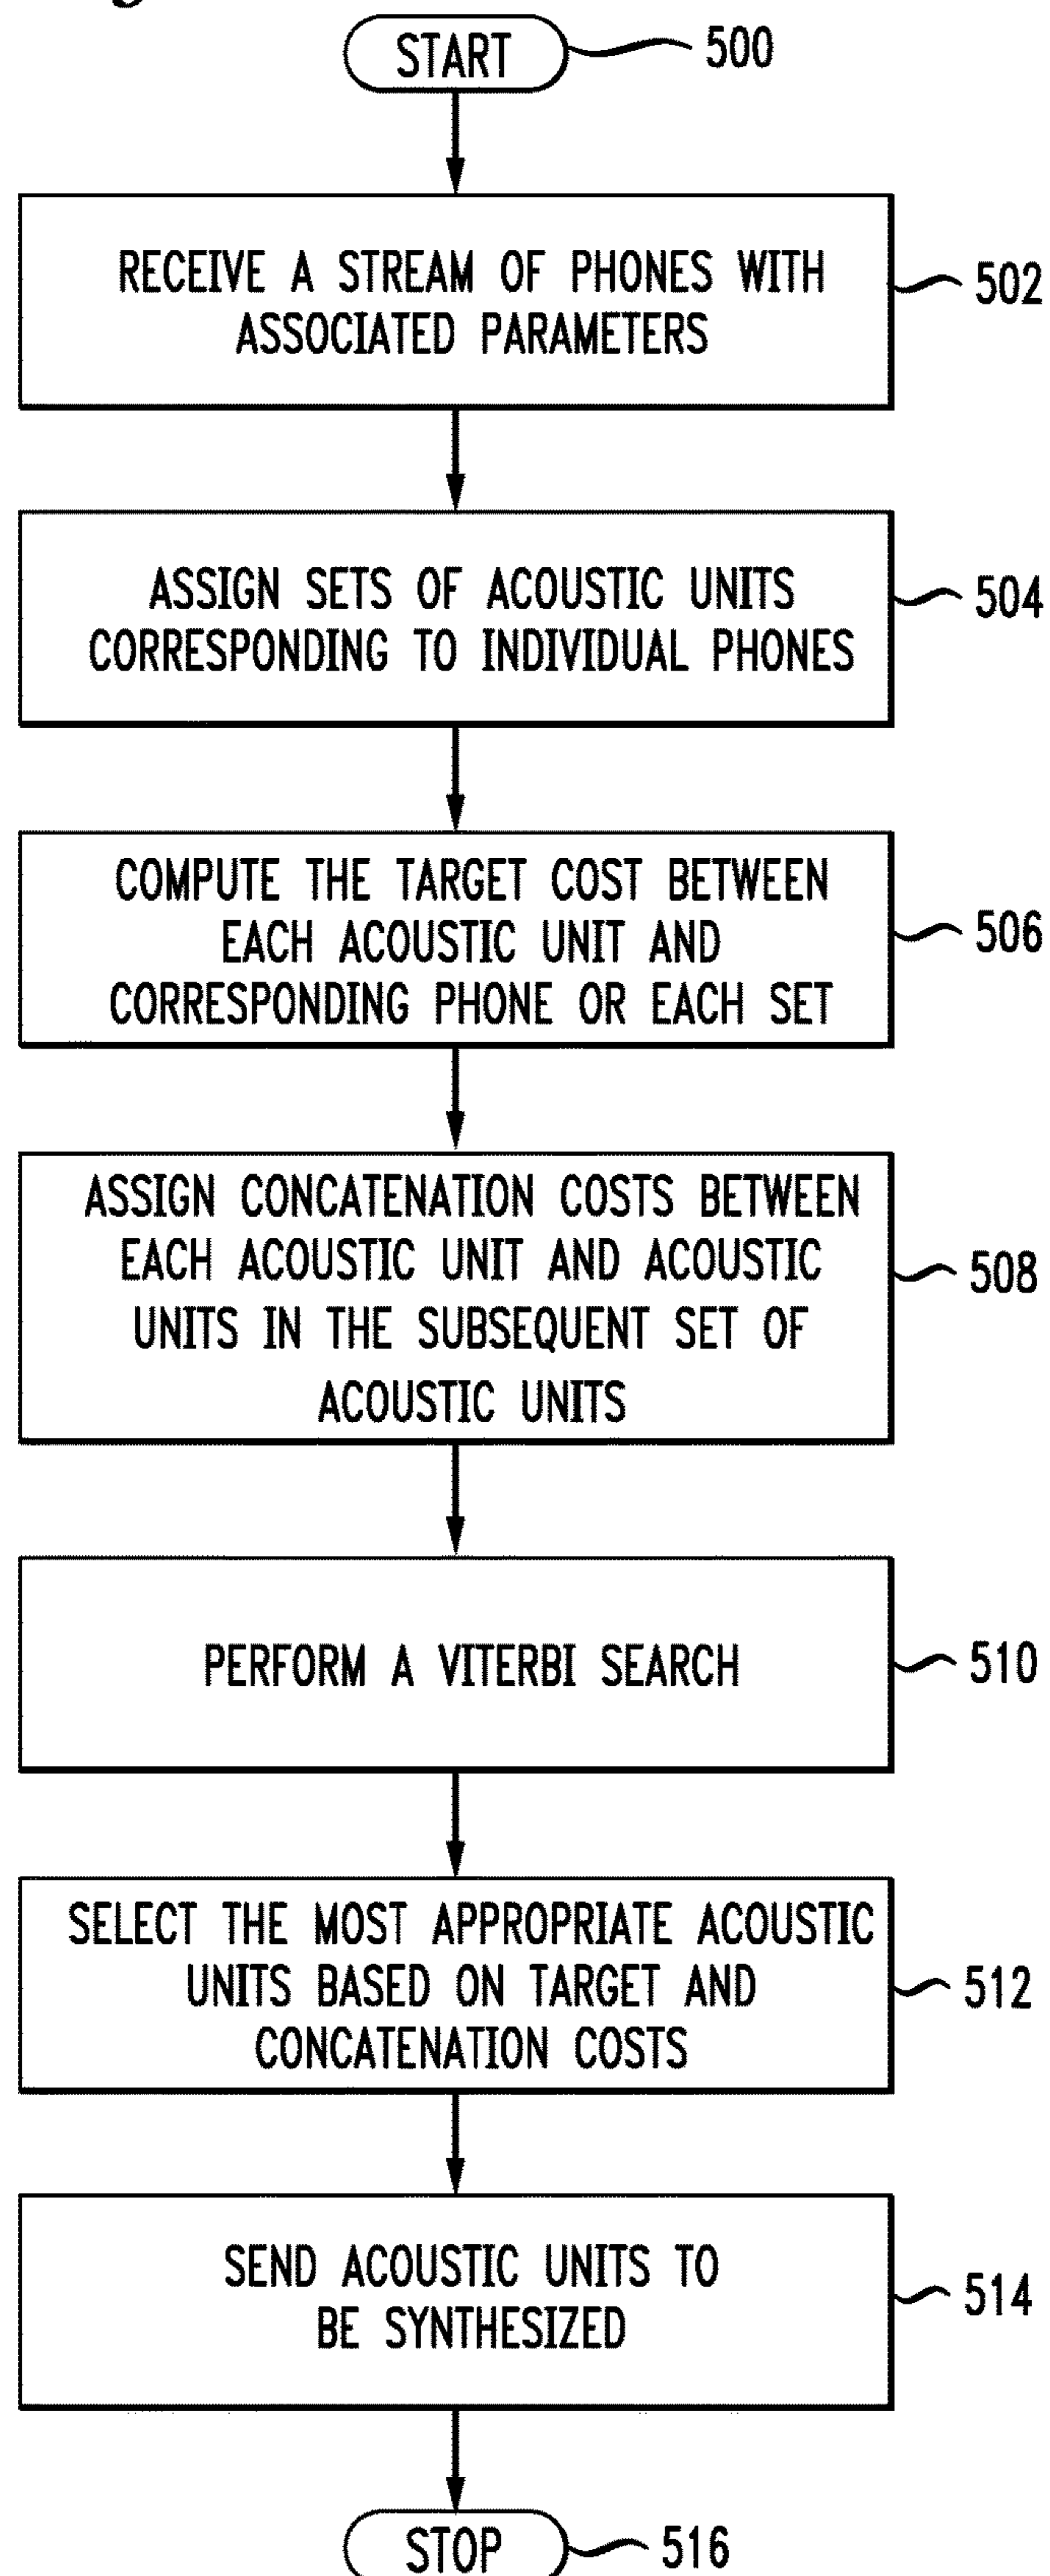 START
500
RECEIVE A STREAM OF PHONES WITH
ASSOCIATED PARAMETERS
502
ASSIGN SETS OF ACOUSTIC UNITS
CORRESPONDING TO INDIVIDUAL PHONES
504
COMPUTE THE TARGET COST BETWEEN
EACH ACOUSTIC UNIT AND
CORRESPONDING PHONE OR EACH SET
506
ASSIGN CONCATENATION COSTS BETWEEN
EACH ACOUSTIC UNIT AND ACOUSTIC
UNITS IN THE SUBSEQUENT SET OF
ACOUSTIC UNITS
508
PERFORM A VITERBI SEARCH
510
SELECT THE MOST APPROPRIATE ACOUSTIC
UNITS BASED ON TARGET AND
CONCATENATION COSTS
512
SEND ACOUSTIC UNITS TO
BE SYNTHESIZED
514
STOP
516